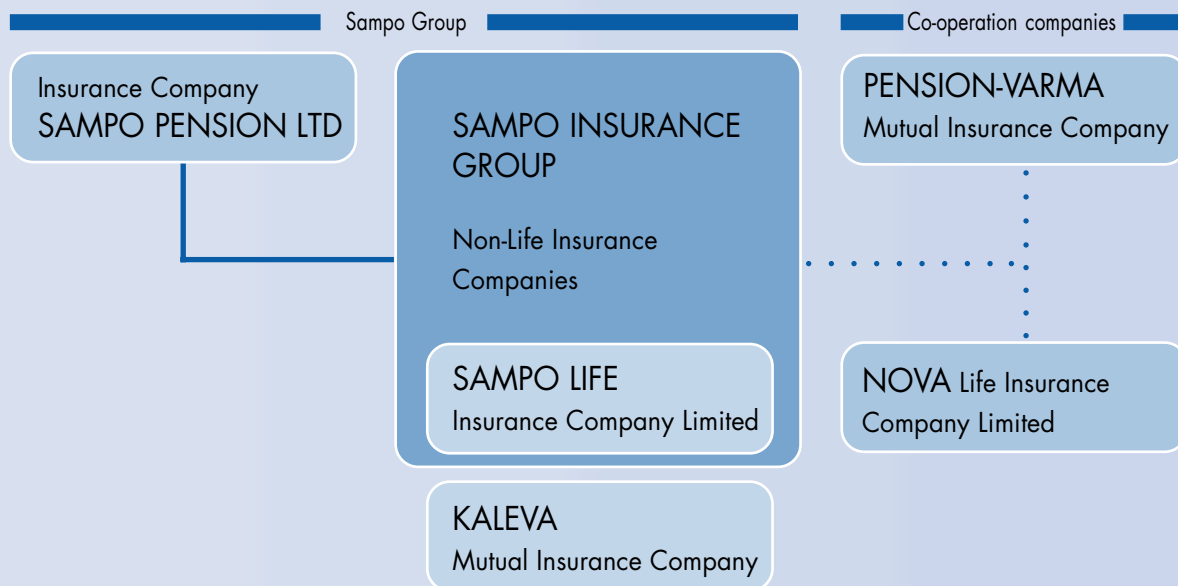 Sampo Group
Co-operation companies
Insurance Company
SAMPO PENSION LTD
SAMPO INSURANCE
GROUP
Non-Life Insurance
Companies
SAMPO LIFE
Insurance Company Limited
KALEVA
Mutual Insurance Company
PENSION-VARMA
Mutual Insurance Company
NOVA Life Insurance
Company Limited